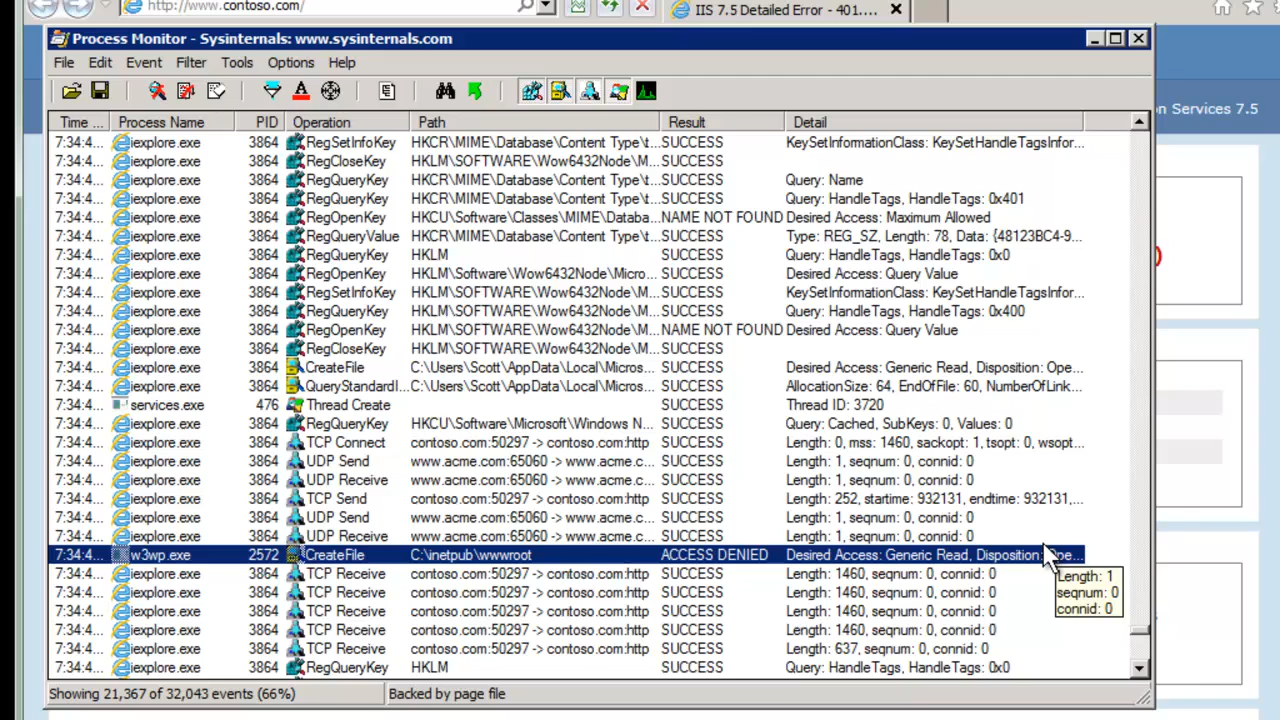 http://www.contoso.com/
IIS 7.5 Detailed Error - 401....
Process Monitor - Sysinternals: www.sysinternals.com
File Edit Event Filter Tools Options Help
on Services 7.5
Time ... Process Name PID Operation Path Result Detail
7:34:4... iexplore.exe 3864 RegSetInfoKey HKCR\MIME\Database\Content Type\t... SUCCESS KeySetInformationClass: KeySetHandleTagsInfor...
7:34:4... iexplore.exe 3864 RegCloseKey HKLM\SOFTWARE\Wow6432Node\M... SUCCESS
7:34:4... iexplore.exe 3864 RegQueryKey HKCR\MIME\Database\Content Type\t... SUCCESS Query: Name
7:34:4... iexplore.exe 3864 RegQueryKey HKCR\MIME\Database\Content Type\t... SUCCESS Query: HandleTags, HandleTags: 0x401
7:34:4... iexplore.exe 3864 RegOpenKey HKCU\Software\Classes\MIME\Databa... NAME NOT FOUND Desired Access: Maximum Allowed
7:34:4... iexplore.exe 3864 RegQueryValue HKCR\MIME\Database\Content Type\t... SUCCESS Type: REG_SZ, Length: 78, Data: {48123BC4-9...
7:34:4... iexplore.exe 3864 RegQueryKey HKLM SUCCESS Query: HandleTags, HandleTags: 0x0
7:34:4... iexplore.exe 3864 RegOpenKey HKLM\Software\Wow6432Node\Micro... SUCCESS Desired Access: Query Value
7:34:4... iexplore.exe 3864 RegSetInfoKey HKLM\SOFTWARE\Wow6432Node\M... SUCCESS KeySetInformationClass: KeySetHandleTagsInfor...
7:34:4... iexplore.exe 3864 RegQueryKey HKLM\SOFTWARE\Wow6432Node\M... SUCCESS Query: HandleTags, HandleTags: 0x400
7:34:4... iexplore.exe 3864 RegOpenKey HKLM\SOFTWARE\Wow6432Node\M... NAME NOT FOUND Desired Access: Query Value
7:34:4... iexplore.exe 3864 RegCloseKey HKLM\SOFTWARE\Wow6432Node\M... SUCCESS
7:34:4... iexplore.exe 3864 CreateFile C:\Users\Scott\AppData\Local\Micros... SUCCESS Desired Access: Generic Read, Disposition: Ope...
7:34:4... iexplore.exe 3864 QueryStandardI... C:\Users\Scott\AppData\Local\Micros... SUCCESS AllocationSize: 64, EndOfFile: 60, NumberOfLink...
7:34:4... services.exe 476 Thread Create SUCCESS Thread ID: 3720
7:34:4... iexplore.exe 3864 RegQueryKey HKCU\Software\Microsoft\Windows N... SUCCESS Query: Cached, SubKeys: 0, Values: 0
7:34:4... iexplore.exe 3864 TCP Connect contoso.com:50297 -> contoso.com:http SUCCESS Length: 0, mss: 1460, sackopt: 1, tsopt: 0, wsopt...
7:34:4... iexplore.exe 3864 UDP Send www.acme.com:65060 -> www.acme.c... SUCCESS Length: 1, seqnum: 0, connid: 0
7:34:4... iexplore.exe 3864 UDP Receive www.acme.com:65060 -> www.acme.c... SUCCESS Length: 1, seqnum: 0, connid: 0
7:34:4... iexplore.exe 3864 TCP Send contoso.com:50297 -> contoso.com:http SUCCESS Length: 252, startime: 932131, endtime: 932131,...
7:34:4... iexplore.exe 3864 UDP Send www.acme.com:65060 -> www.acme.c... SUCCESS Length: 1, seqnum: 0, connid: 0
7:34:4... iexplore.exe 3864 UDP Receive www.acme.com:65060 -> www.acme.c... SUCCESS Length: 1, seqnum: 0, connid: 0
7:34:4... w3wp.exe 2572 CreateFile C:\inetpub\wwwroot ACCESS DENIED Desired Access: Generic Read, Disposition: Ope...
7:34:4... iexplore.exe 3864 TCP Receive contoso.com:50297 -> contoso.com:http SUCCESS Length: 1460, seqnum: 0, connid: 0
7:34:4... iexplore.exe 3864 TCP Receive contoso.com:50297 -> contoso.com:http SUCCESS Length: 1460, seqnum: 0, connid: 0
7:34:4... iexplore.exe 3864 TCP Receive contoso.com:50297 -> contoso.com:http SUCCESS Length: 1460, seqnum: 0, connid: 0
7:34:4... iexplore.exe 3864 TCP Receive contoso.com:50297 -> contoso.com:http SUCCESS Length: 1460, seqnum: 0, connid: 0
7:34:4... iexplore.exe 3864 TCP Receive contoso.com:50297 -> contoso.com:http SUCCESS Length: 637, seqnum: 0, connid: 0
7:34:4... iexplore.exe 3864 RegQueryKey HKLM SUCCESS Query: HandleTags, HandleTags: 0x0
Length: 1
seqnum: 0
connid: 0
Showing 21,367 of 32,043 events (66%) Backed by page file